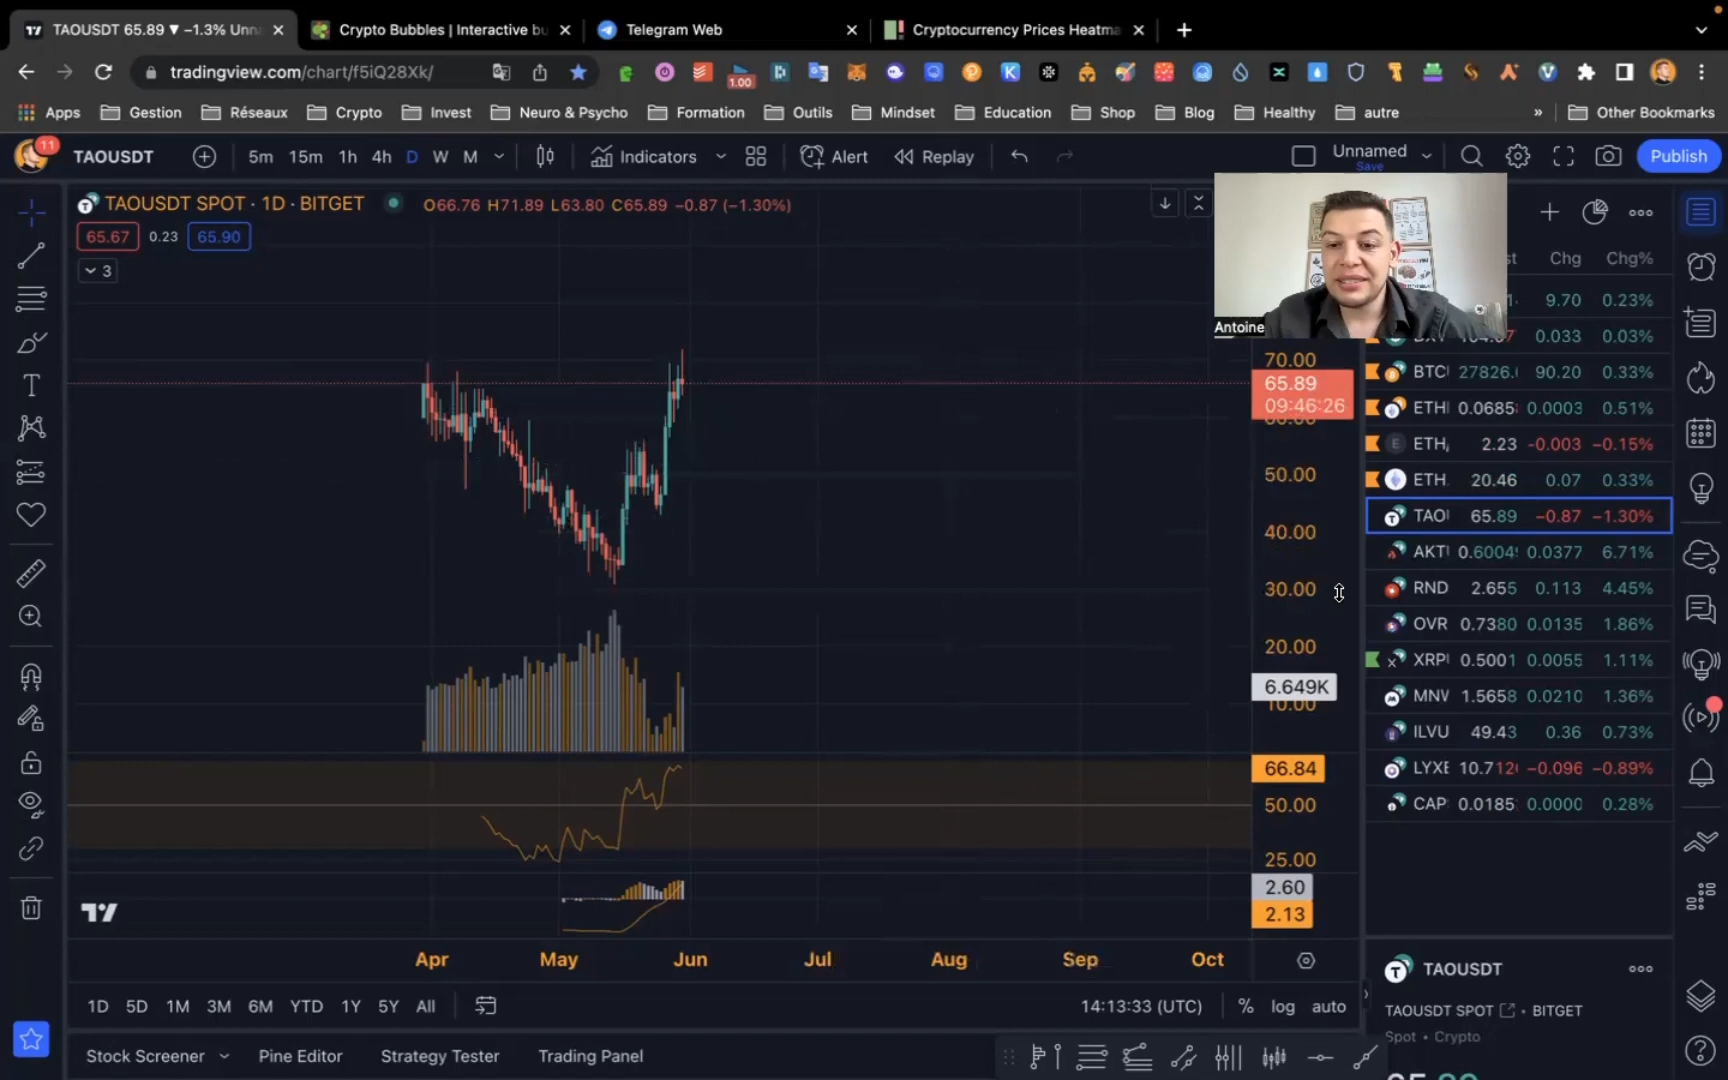 TAOUSDT 65.89 ▼ −1.3% Unna
Crypto Bubbles | Interactive bu
Telegram Web
Cryptocurrency Prices Heatma
tradingview.com/chart/f5iQ28Xk/
1.00
Apps
Gestion
Réseaux
Crypto
Invest
Neuro & Psycho
Formation
Outils
Mindset
Education
Shop
Blog
Healthy
autre
»
Other Bookmarks
11
TAOUSDT
5m 15m 1h 4h D W M
Indicators
Alert
Replay
Unnamed
Save
Publish
TAOUSDT SPOT · 1D · BITGET
O66.76 H71.89 L63.80 C65.89 −0.87 (−1.30%)
65.67 0.23 65.90
3
Antoine
Chg Chg%
9.70 0.23%
0.033 0.03%
BTC 27826. 90.20 0.33%
ETH 0.0685 0.0003 0.51%
ETH 2.23 −0.003 −0.15%
ETH. 20.46 0.07 0.33%
TAO 65.89 −0.87 −1.30%
AKT 0.6004 0.0377 6.71%
RND 2.655 0.113 4.45%
OVR 0.7380 0.0135 1.86%
XRP 0.5001 0.0055 1.11%
MNW 1.5658 0.0210 1.36%
ILVU 49.43 0.36 0.73%
LYXE 10.712 −0.096 −0.89%
CAP 0.0185 0.0000 0.28%
70.00
65.89
09:46:26
60.00
50.00
40.00
30.00
20.00
6.649K
10.00
66.84
50.00
25.00
2.60
2.13
Apr May Jun Jul Aug Sep Oct
1D 5D 1M 3M 6M YTD 1Y 5Y All
14:13:33 (UTC)
% log auto
TAOUSDT
TAOUSDT SPOT • BITGET
Spot • Crypto
Stock Screener
Pine Editor
Strategy Tester
Trading Panel